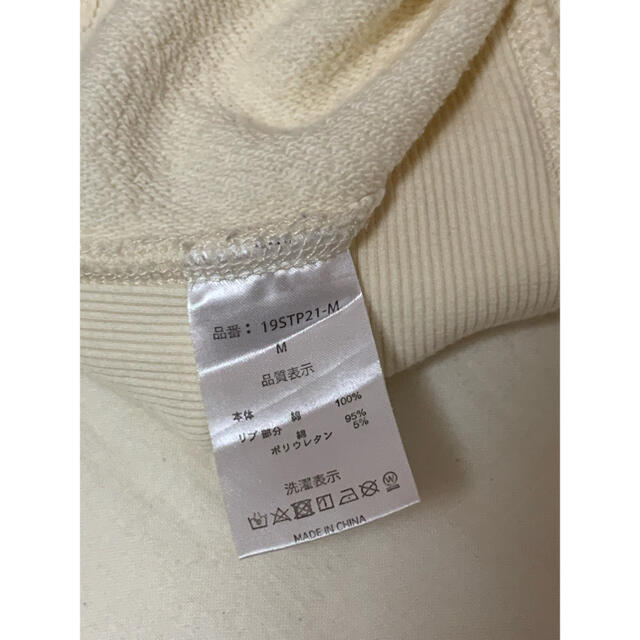 品番： 19STP21-M
M
品質表示
本体 綿 100%
リブ部分 綿 95%
ポリウレタン 5%
洗濯表示
W
MADE IN CHINA